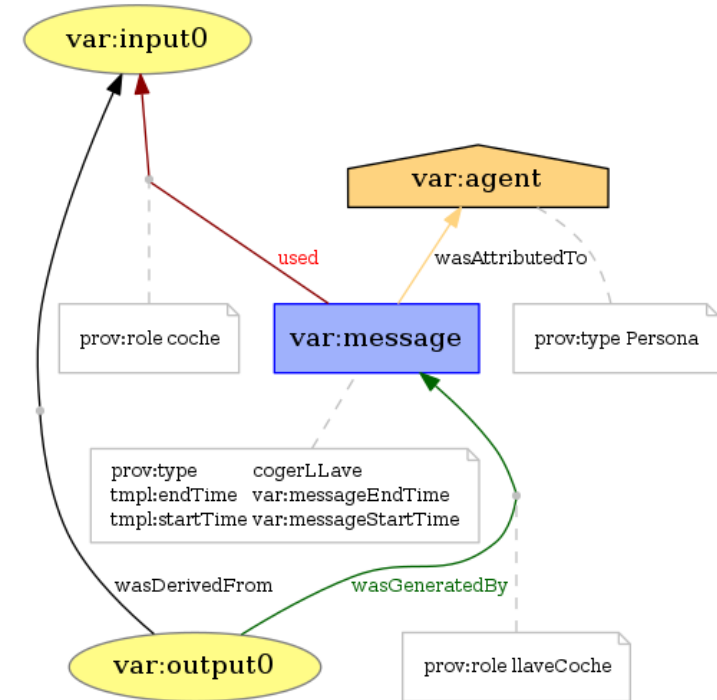 var:input0
var:agent
used
wasAttributedTo
prov:role coche
var:message
prov:type Persona
prov:type cogerLLave
tmpl:endTime var:messageEndTime
tmpl:startTime var:messageStartTime
wasDerivedFrom
wasGeneratedBy
var:output0
prov:role llaveCoche